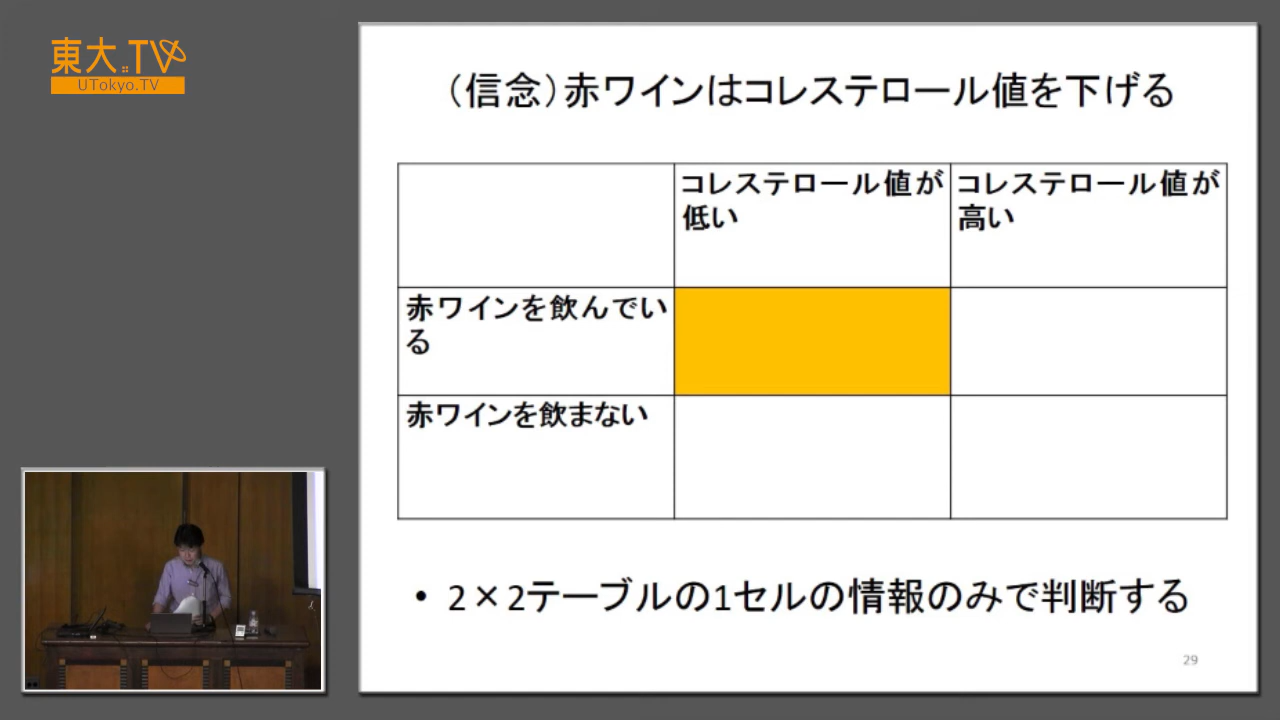 東大.TV
UTokyo.TV
（信念）赤ワインはコレステロール値を下げる
コレステロール値が
低い
コレステロール値が
高い
赤ワインを飲んでい
る
赤ワインを飲まない
• 2×2テーブルの1セルの情報のみで判断する
29